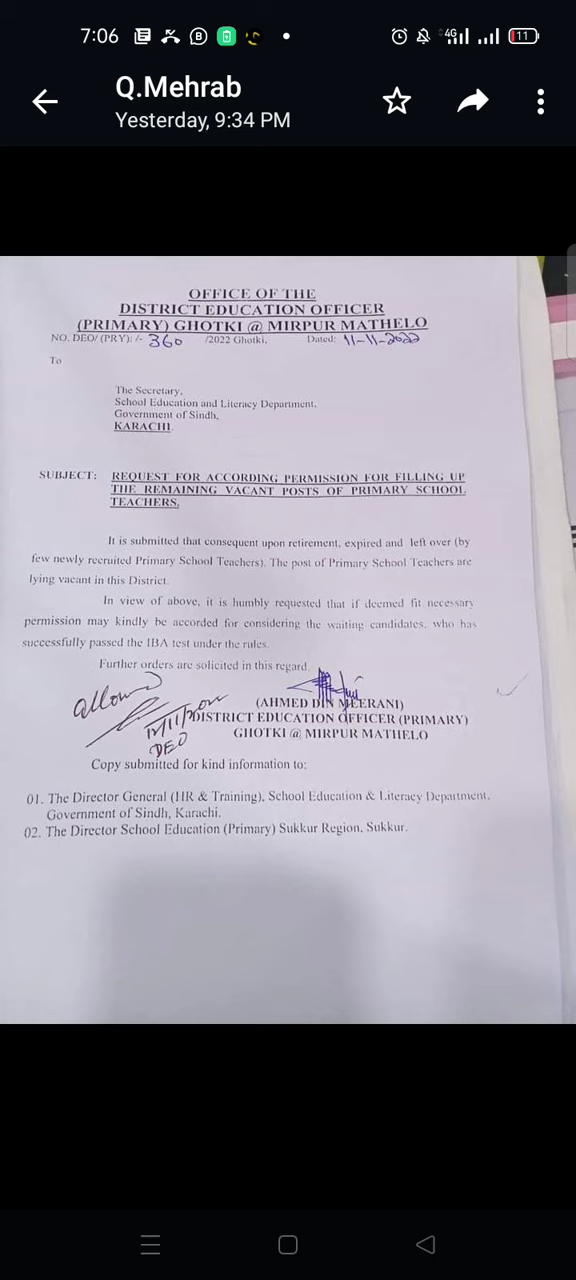 7:06
4G
11
Q.Mehrab
Yesterday, 9:34 PM
OFFICE OF THE
DISTRICT EDUCATION OFFICER
(PRIMARY) GHOTKI @ MIRPUR MATHELO
NO. DEO/ (PRY): /- 360 /2022 Ghotki, Dated: 11-11-2022
To
The Secretary,
School Education and Literacy Department,
Government of Sindh,
KARACHI
SUBJECT: REQUEST FOR ACCORDING PERMISSION FOR FILLING UP
THE REMAINING VACANT POSTS OF PRIMARY SCHOOL
TEACHERS.
It is submitted that consequent upon retirement, expired and left over (by
few newly recruited Primary School Teachers). The post of Primary School Teachers are
lying vacant in this District.
In view of above, it is humbly requested that if deemed fit necessary
permission may kindly be accorded for considering the waiting candidates, who has
successfully passed the IBA test under the rules.
Further orders are solicited in this regard.
allowed
DEO
(AHMED DIN MEERANI)
DISTRICT EDUCATION OFFICER (PRIMARY)
GHOTKI @ MIRPUR MATHELO
Copy submitted for kind information to:
01. The Director General (HR & Training), School Education & Literacy Department,
Government of Sindh, Karachi.
02. The Director School Education (Primary) Sukkur Region, Sukkur.